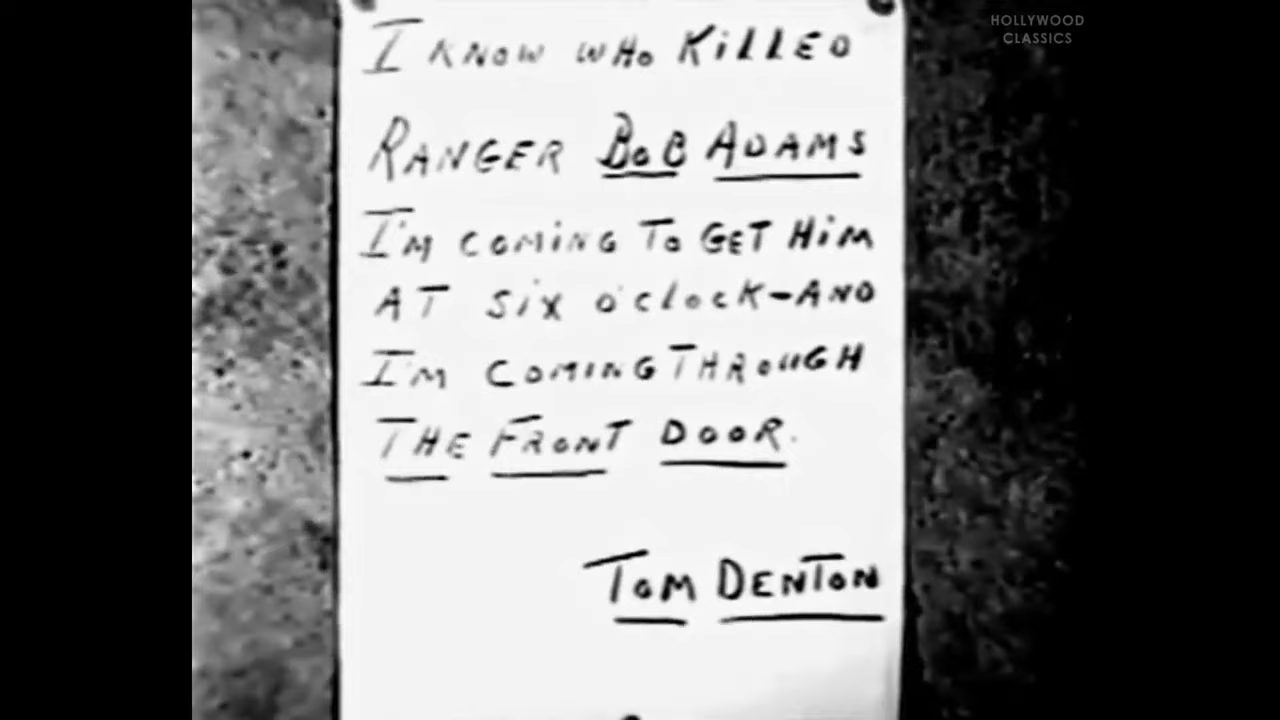 HOLLYWOOD
CLASSICS
I KNOW WHO KiLLED
RANGER BoB ADAMS
I'M COMiNG To GET HiM
AT SiX o'clocK-AND
I'M COMING THROUGH
THE FRONT DOOR.
TOM DENTON